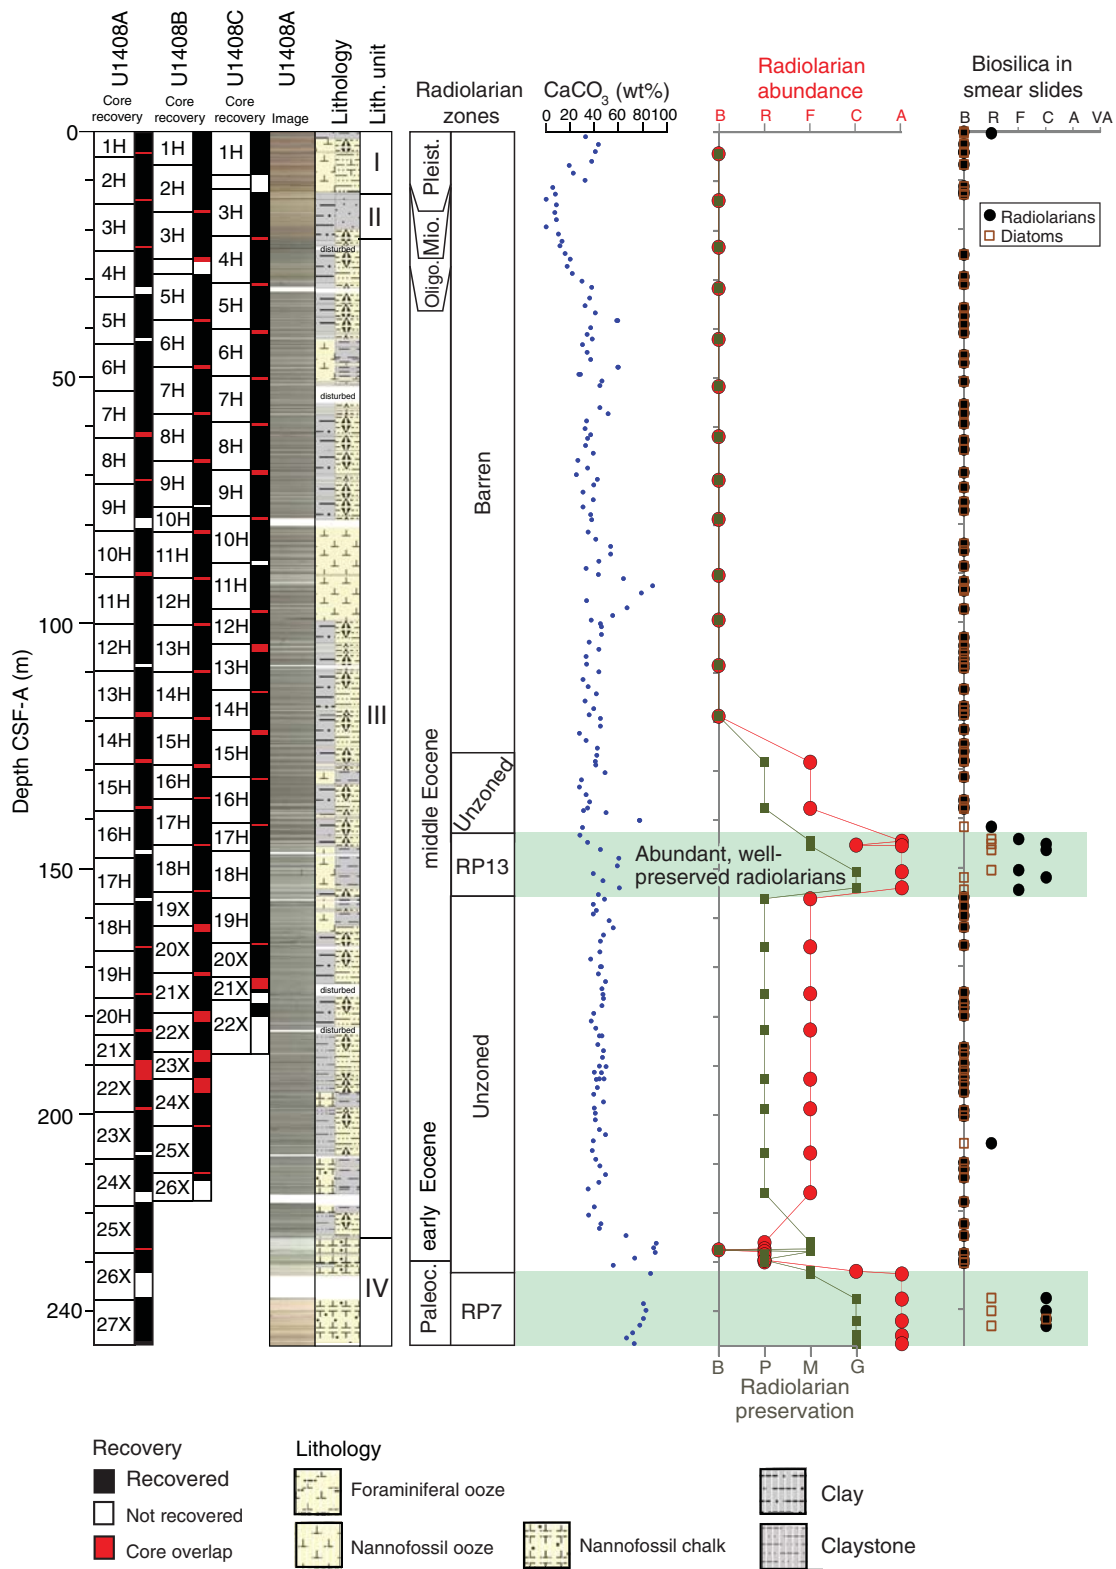 U1408A
U1408B
U1408C
U1408A
Lithology
Lith. unit
Core recovery
Core recovery
Core recovery
Image
Radiolarian zones
CaCO3 (wt%)
0 20 40 60 80 100
Radiolarian abundance
B R F C A
Biosilica in smear slides
B R F C A VA
Radiolarians
Diatoms
Depth CSF-A (m)
0
50
100
150
200
240
1H
2H
3H
4H
5H
6H
7H
8H
9H
10H
11H
12H
13H
14H
15H
16H
17H
18H
19H
20H
21X
22X
23X
24X
25X
26X
27X
1H
2H
3H
5H
6H
7H
8H
9H
10H
11H
12H
13H
14H
15H
16H
17H
18H
19X
20X
21X
22X
23X
24X
25X
26X
1H
3H
4H
5H
6H
7H
8H
9H
10H
11H
12H
13H
14H
15H
16H
17H
18H
19H
20X
21X
22X
disturbed
disturbed
disturbed
disturbed
I
II
III
IV
Pleist.
Mio.
Oligo.
middle Eocene
early Eocene
Paleoc.
Barren
Unzoned
RP13
Unzoned
RP7
Abundant, well-
preserved radiolarians
B P M G
Radiolarian
preservation
Recovery
Recovered
Not recovered
Core overlap
Lithology
Foraminiferal ooze
Nannofossil ooze
Nannofossil chalk
Clay
Claystone